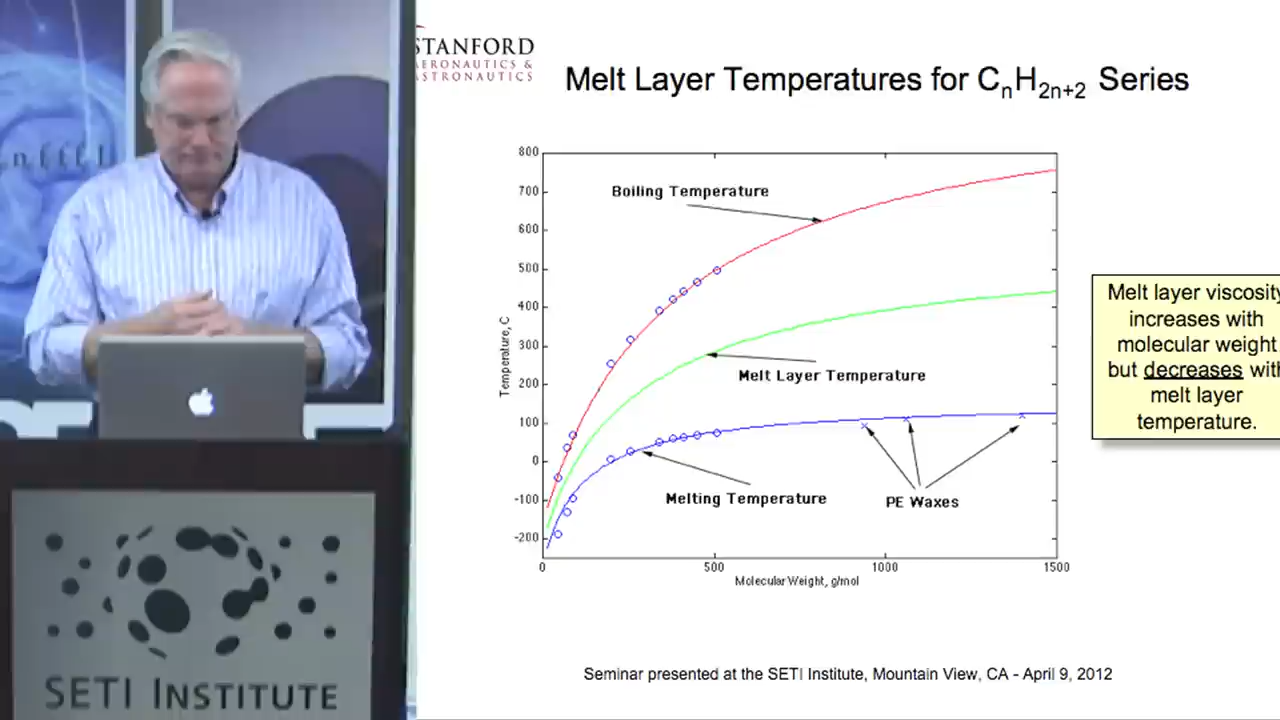 STANFORD
AERONAUTICS &
ASTRONAUTICS
Melt Layer Temperatures for CnH2n+2 Series
800
700
600
500
400
300
200
100
0
-100
-200
Temperature, C
Boiling Temperature
Melt Layer Temperature
Melting Temperature
PE Waxes
0
500
1000
1500
Molecular Weight, g/mol
Melt layer viscosity
increases with
molecular weight
but decreases with
melt layer
temperature.
Seminar presented at the SETI Institute, Mountain View, CA - April 9, 2012
SETI INSTITUTE